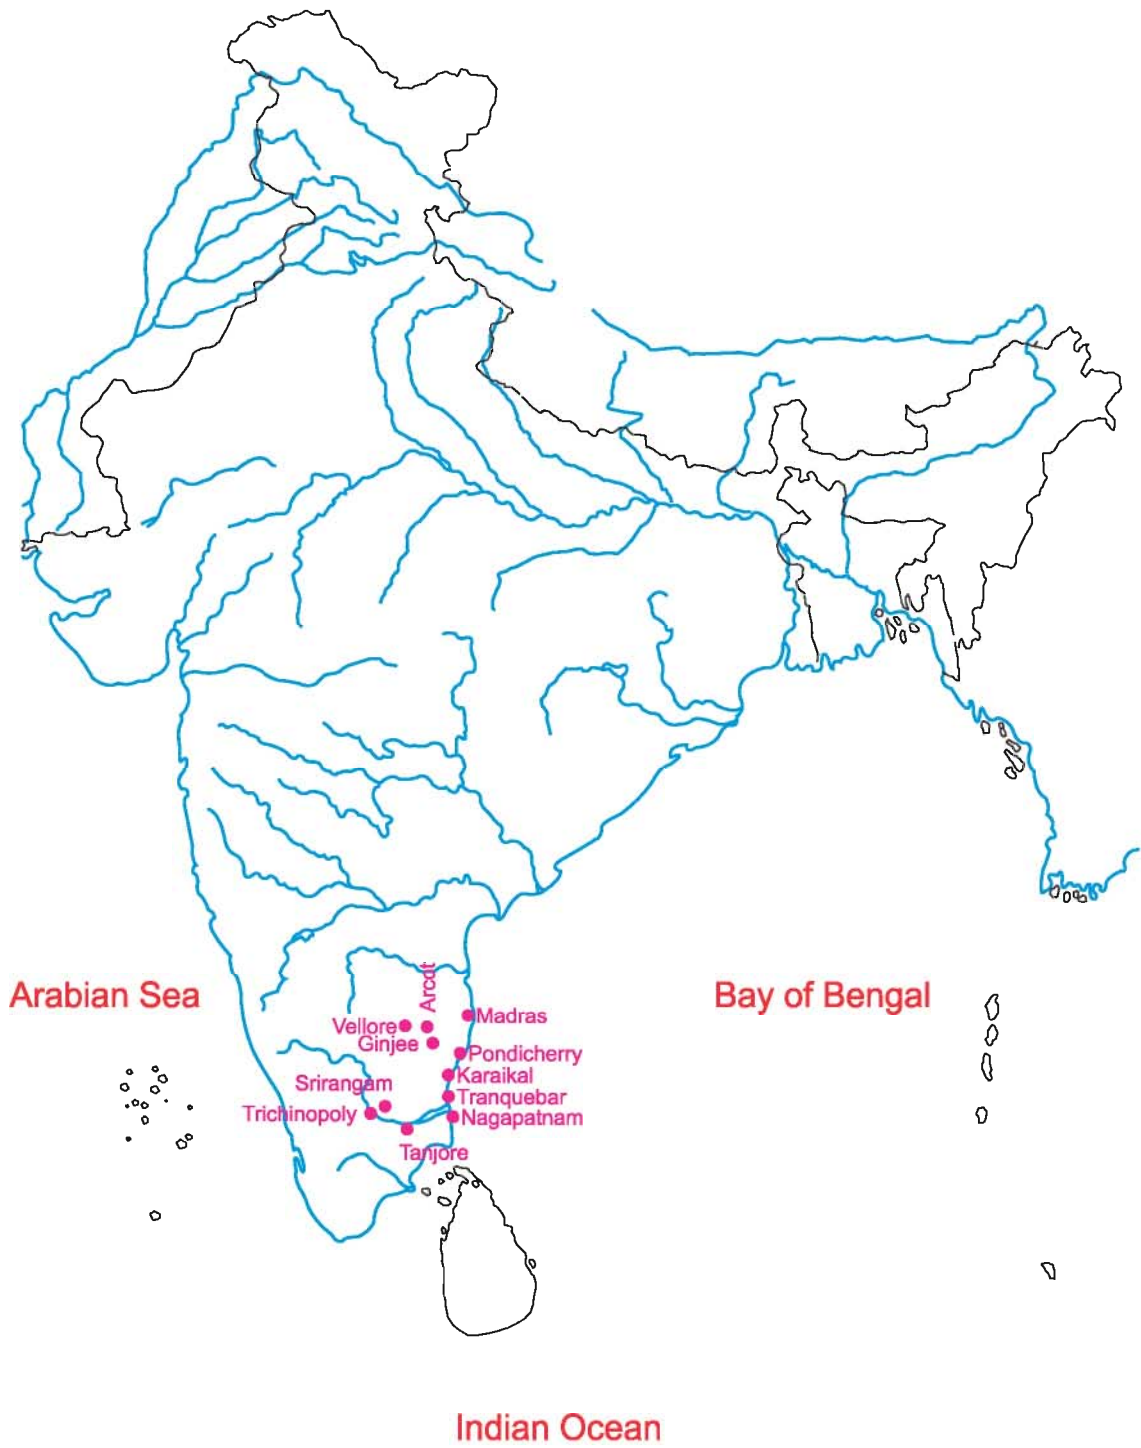 Arabian Sea
Bay of Bengal
Arcot
Madras
Vellore
Ginjee
Pondicherry
Karaikal
Srirangam
Tranquebar
Trichinopoly
Nagapatnam
Tanjore
Indian Ocean